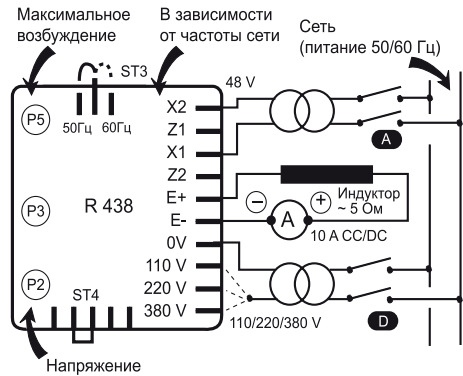 Максимальное
возбуждение
В зависимости
от частоты сети
Сеть
(питание 50/60 Гц)
ST3
48 V
P5
50Гц
60Гц
X2
Z1
X1
A
Z2
P3
R 438
E+
E-
− A +
Индуктор
~ 5 Ом
10 A CC/DC
0V
110 V
220 V
380 V
P2
ST4
110/220/380 V
D
Напряжение